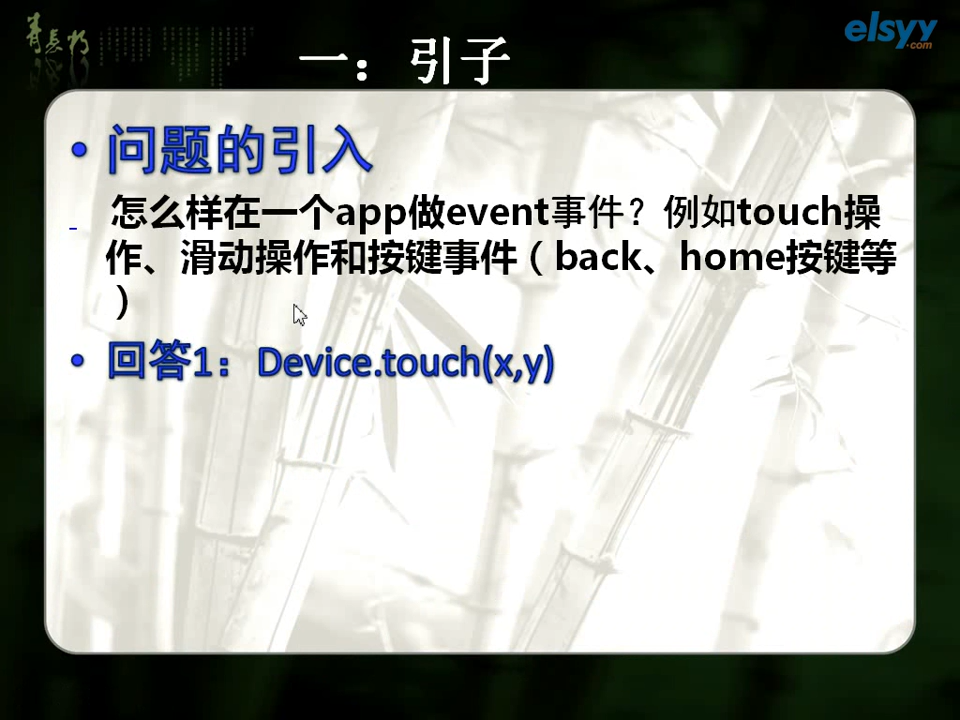 elsyy
.com
一：引子
• 问题的引入
- 怎么样在一个app做event事件？例如touch操
作、滑动操作和按键事件（back、home按键等
）
• 回答1：Device.touch(x,y)